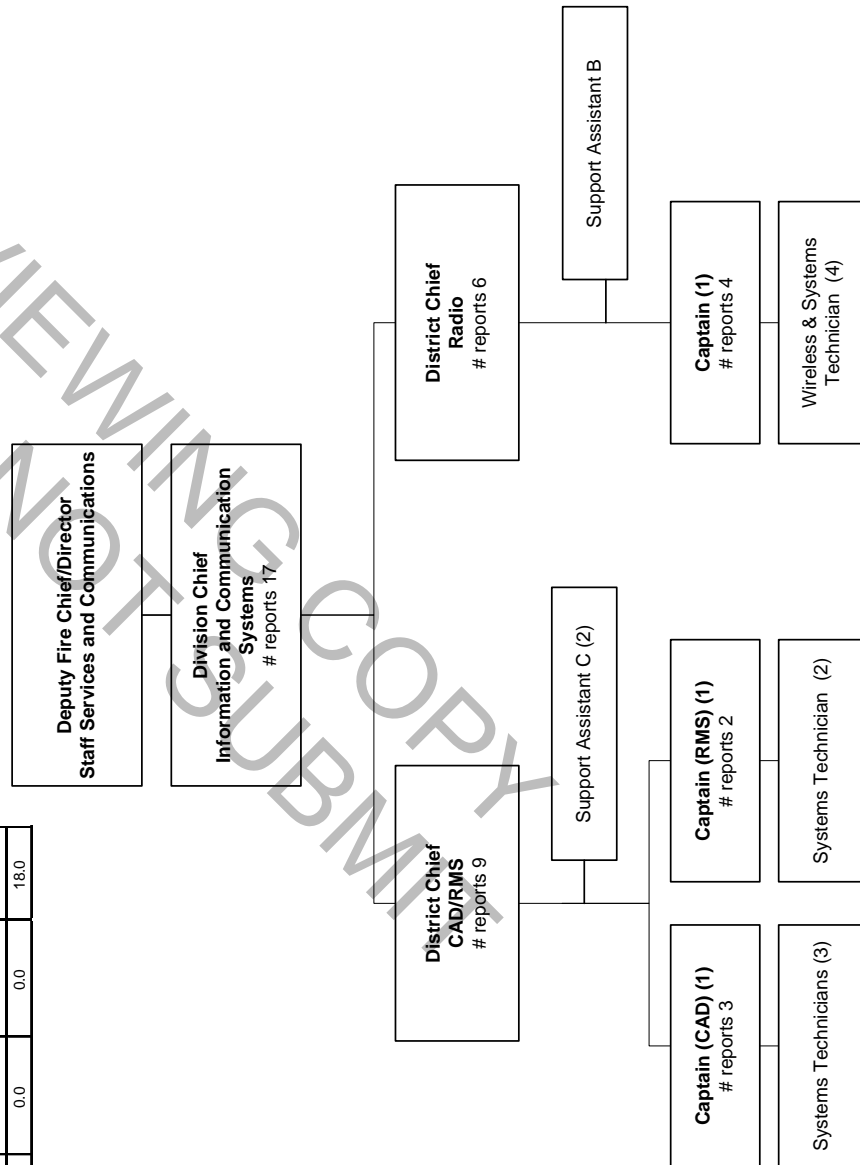 Deputy Fire Chief/Director
Staff Services and Communications
Division Chief
Information and Communication
Systems
# reports 17
District Chief
CAD/RMS
# reports 9
District Chief
Radio
# reports 6
Support Assistant C (2)
Support Assistant B
Captain (CAD) (1)
# reports 3
Captain (RMS) (1)
# reports 2
Captain (1)
# reports 4
Systems Technicians (3)
Systems Technician (2)
Wireless & Systems
Technician (4)
0.0
0.0
18.0
VIEWING COPY
NOT SUBMIT